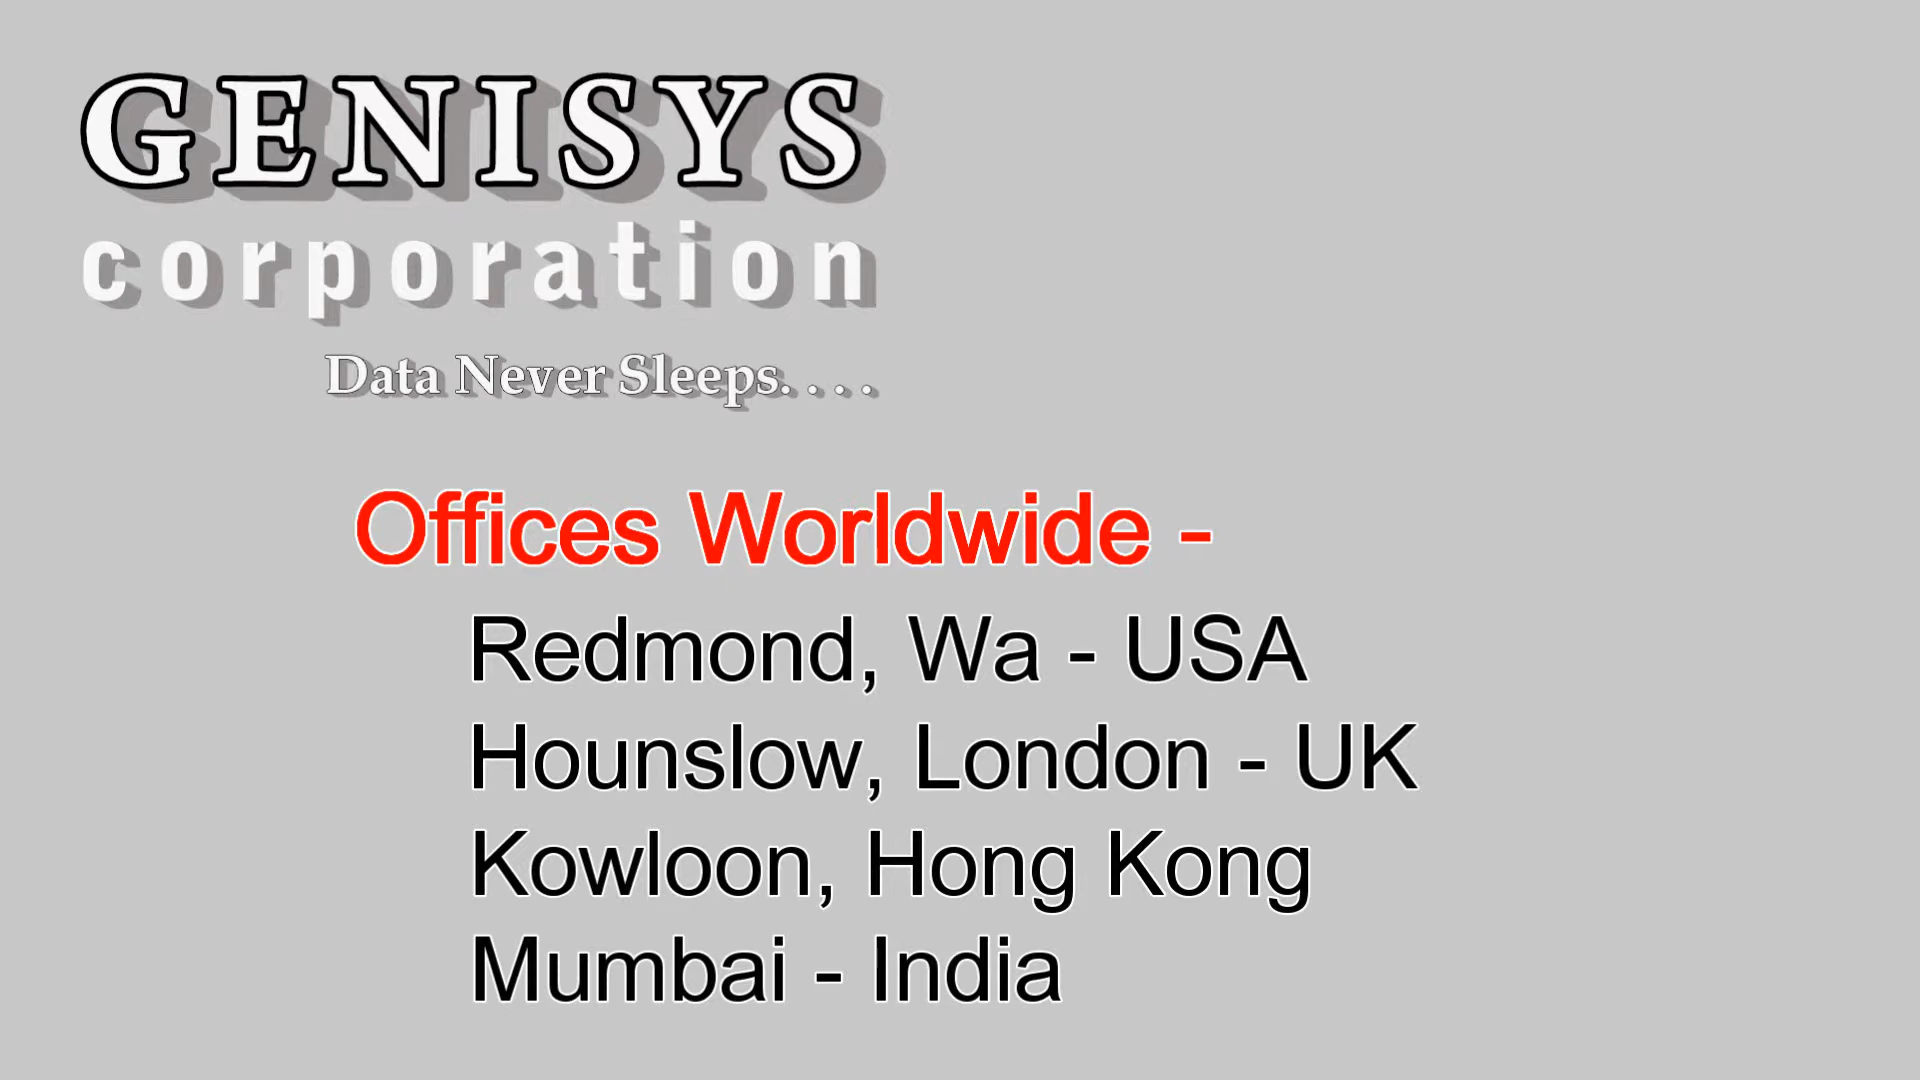 GENISYS
corporation
Data Never Sleeps. . . .
Offices Worldwide -
Redmond, Wa - USA
Hounslow, London - UK
Kowloon, Hong Kong
Mumbai - India